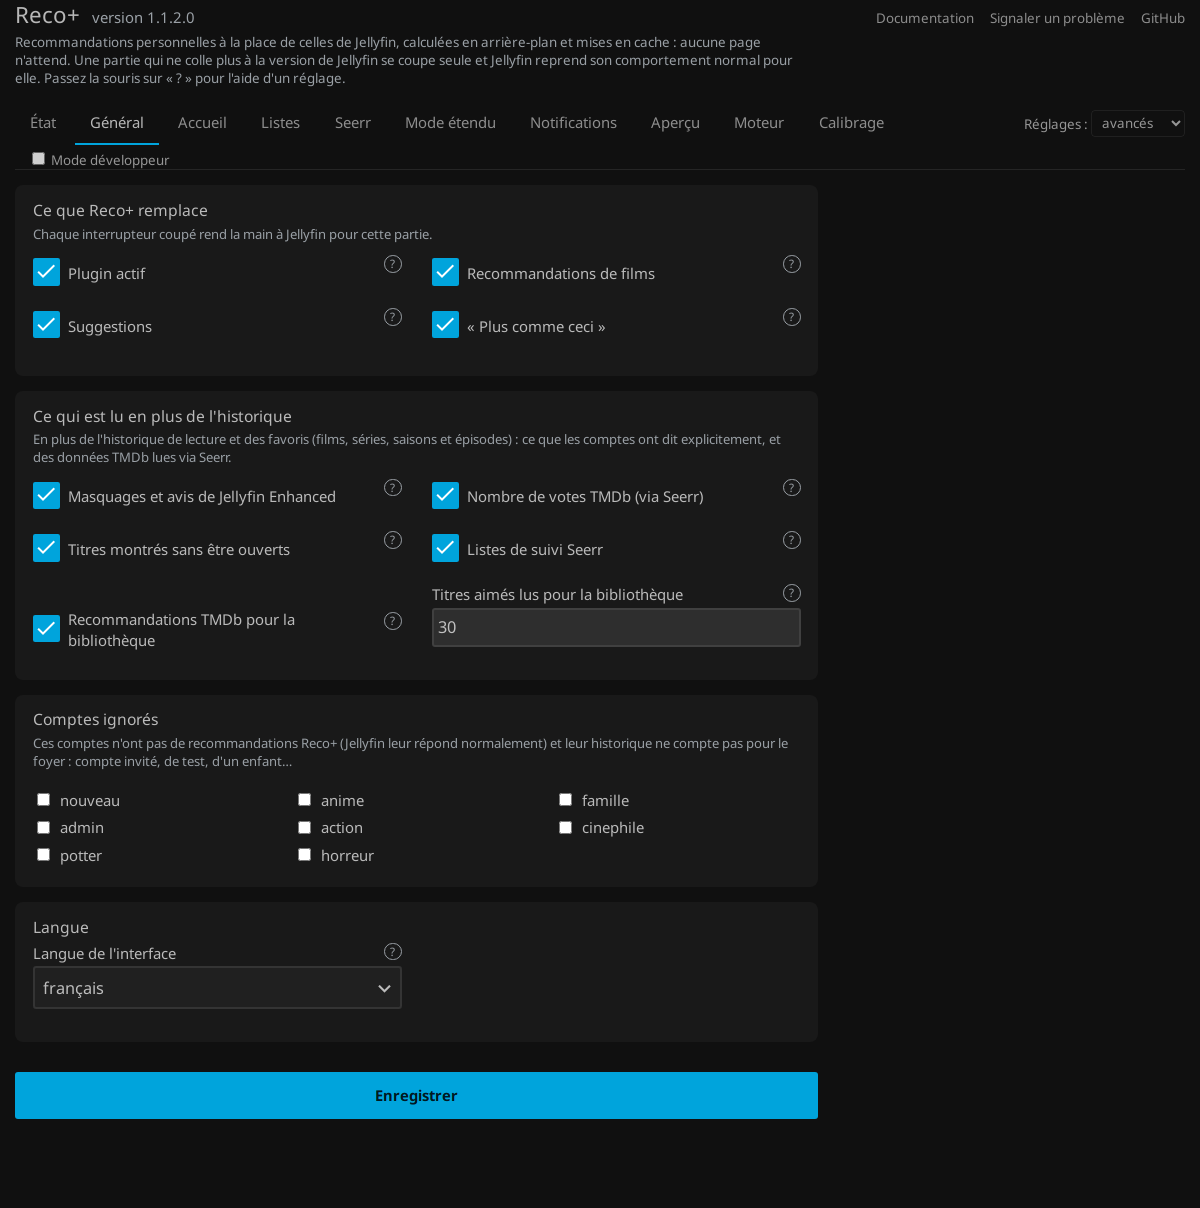 Reco+ version 1.1.2.0
Documentation Signaler un problème GitHub
Recommandations personnelles à la place de celles de Jellyfin, calculées en arrière-plan et mises en cache : aucune page
n'attend. Une partie qui ne colle plus à la version de Jellyfin se coupe seule et Jellyfin reprend son comportement normal pour
elle. Passez la souris sur « ? » pour l'aide d'un réglage.
État Général Accueil Listes Seerr Mode étendu Notifications Aperçu Moteur Calibrage Réglages : avancés
Mode développeur
Ce que Reco+ remplace
Chaque interrupteur coupé rend la main à Jellyfin pour cette partie.
Plugin actif ? Recommandations de films ?
Suggestions ? « Plus comme ceci » ?
Ce qui est lu en plus de l'historique
En plus de l'historique de lecture et des favoris (films, séries, saisons et épisodes) : ce que les comptes ont dit explicitement, et
des données TMDb lues via Seerr.
Masquages et avis de Jellyfin Enhanced ? Nombre de votes TMDb (via Seerr) ?
Titres montrés sans être ouverts ? Listes de suivi Seerr ?
Titres aimés lus pour la bibliothèque ?
Recommandations TMDb pour la
bibliothèque ?
30
Comptes ignorés
Ces comptes n'ont pas de recommandations Reco+ (Jellyfin leur répond normalement) et leur historique ne compte pas pour le
foyer : compte invité, de test, d'un enfant…
nouveau anime famille
admin action cinephile
potter horreur
Langue
Langue de l'interface ?
français
Enregistrer